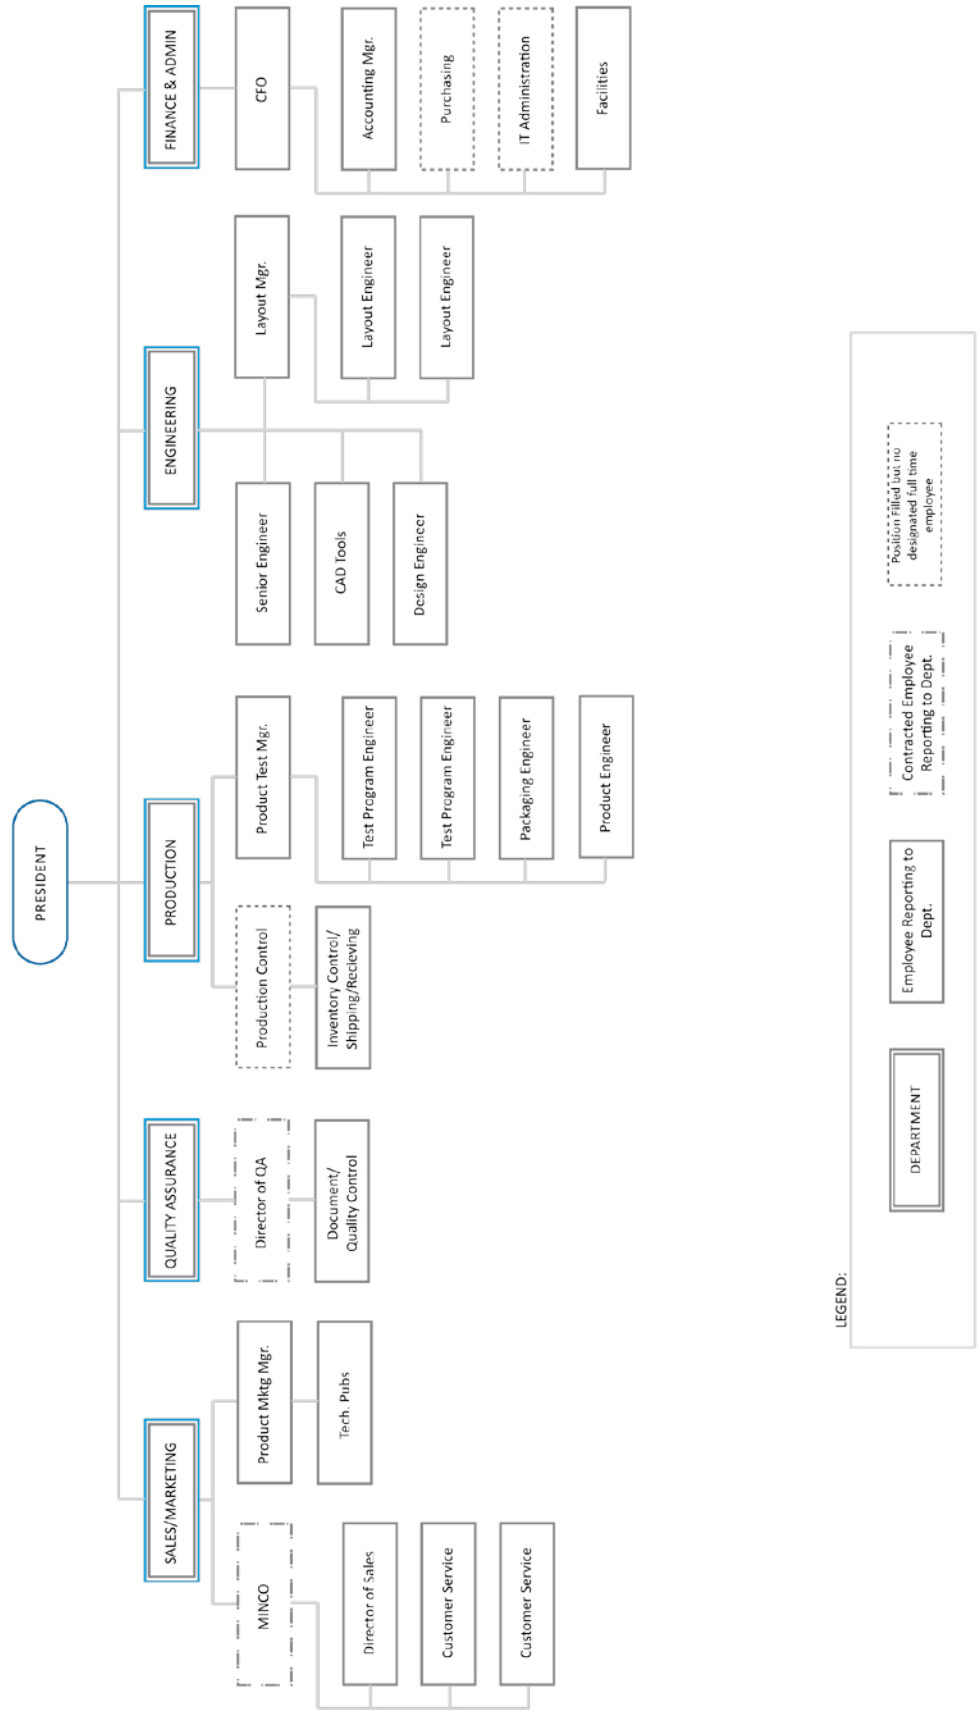 PRESIDENT
SALES/MARKETING
QUALITY ASSURANCE
PRODUCTION
ENGINEERING
FINANCE & ADMIN
MINCO
Product Mktg Mgr.
Director of QA
Production Control
Product Test Mgr.
Senior Engineer
Layout Mgr.
CFO
Director of Sales
Customer Service
Customer Service
Tech. Pubs
Document/
Quality Control
Inventory Control/
Shipping/Recieving
Test Program Engineer
Test Program Engineer
Packaging Engineer
Product Engineer
CAD Tools
Design Engineer
Layout Engineer
Layout Engineer
Accounting Mgr.
Purchasing
IT Administration
Facilities
LEGEND:
DEPARTMENT
Employee Reporting to
Dept.
Contracted Employee
Reporting to Dept.
Position Filled but no
designated full time
employee